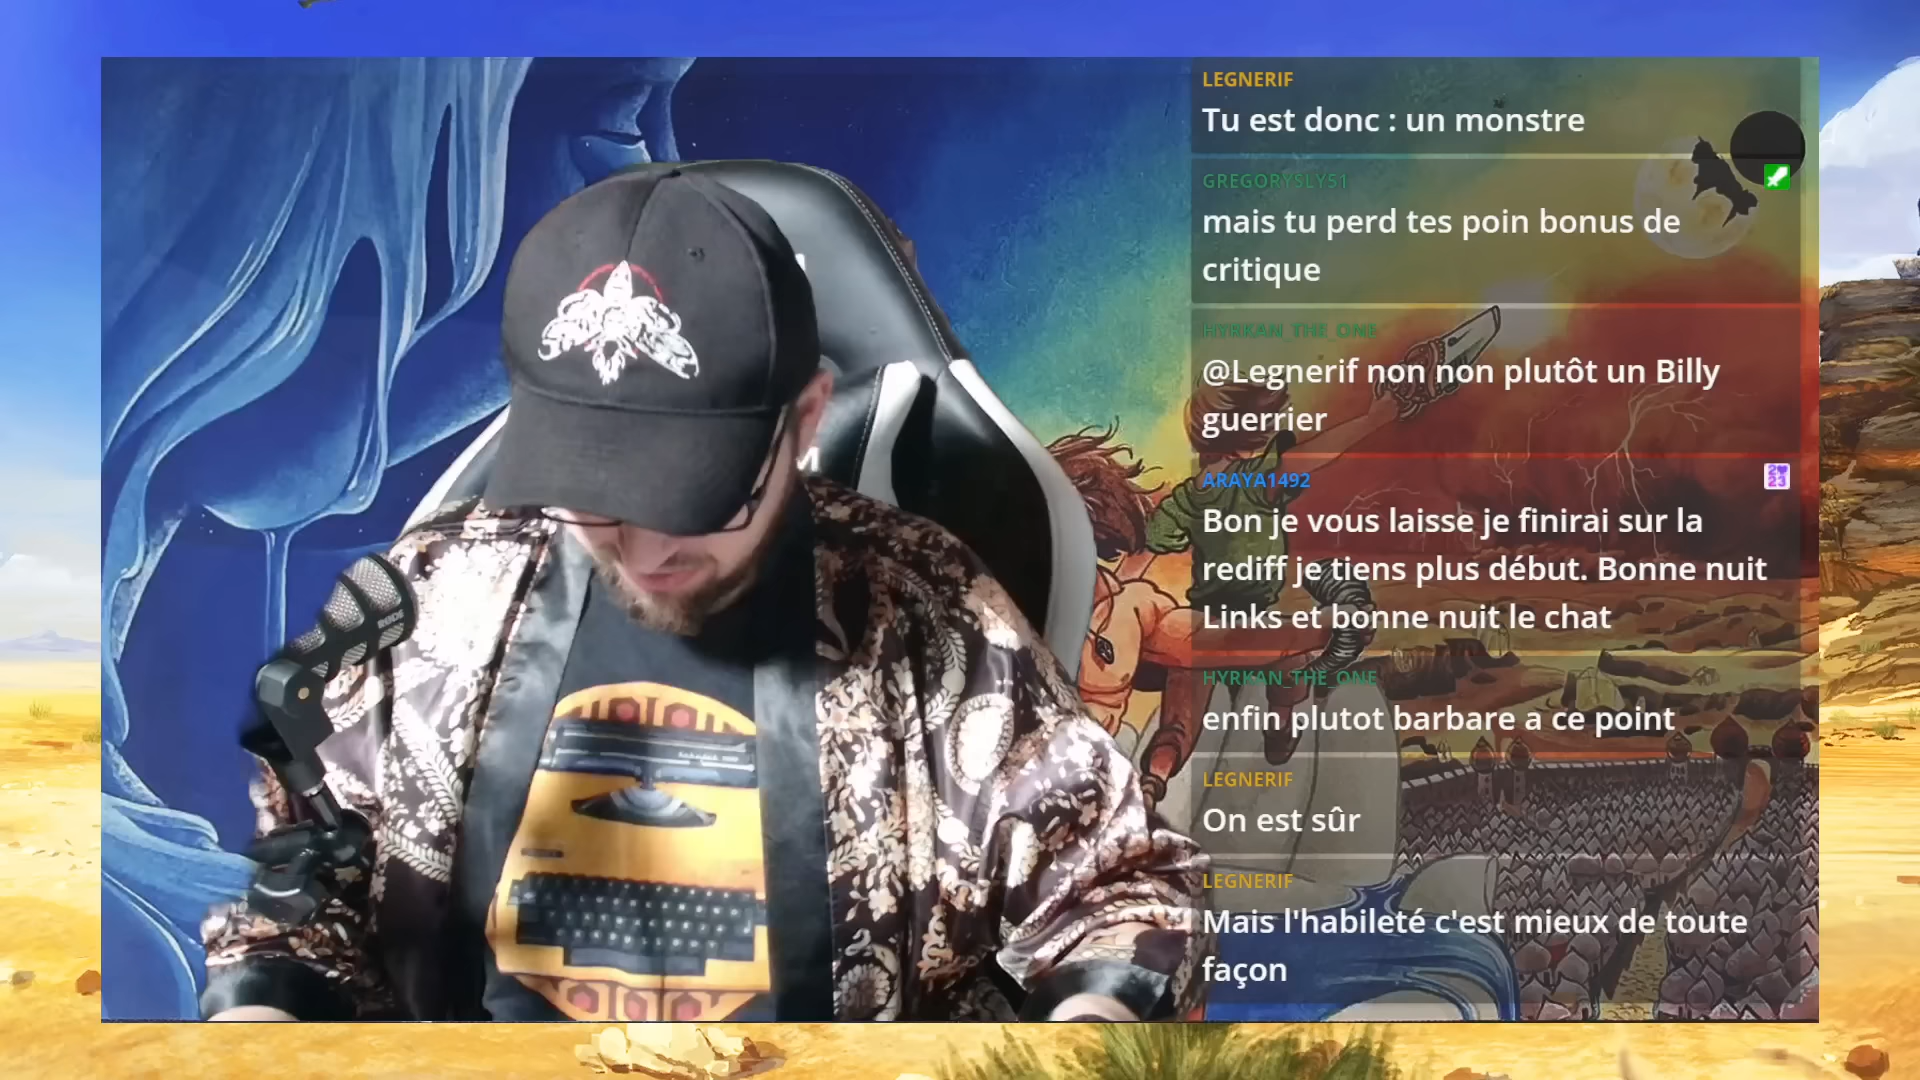 LEGNERIF
Tu est donc : un monstre
GREGORYSLY51
mais tu perd tes poin bonus de
critique
HYRKAN_THE_ONE
@Legnerif non non plutôt un Billy
guerrier
ARAYA1492
Bon je vous laisse je finirai sur la
rediff je tiens plus début. Bonne nuit
Links et bonne nuit le chat
HYRKAN_THE_ONE
enfin plutot barbare a ce point
LEGNERIF
On est sûr
LEGNERIF
Mais l'habileté c'est mieux de toute
façon
RODE